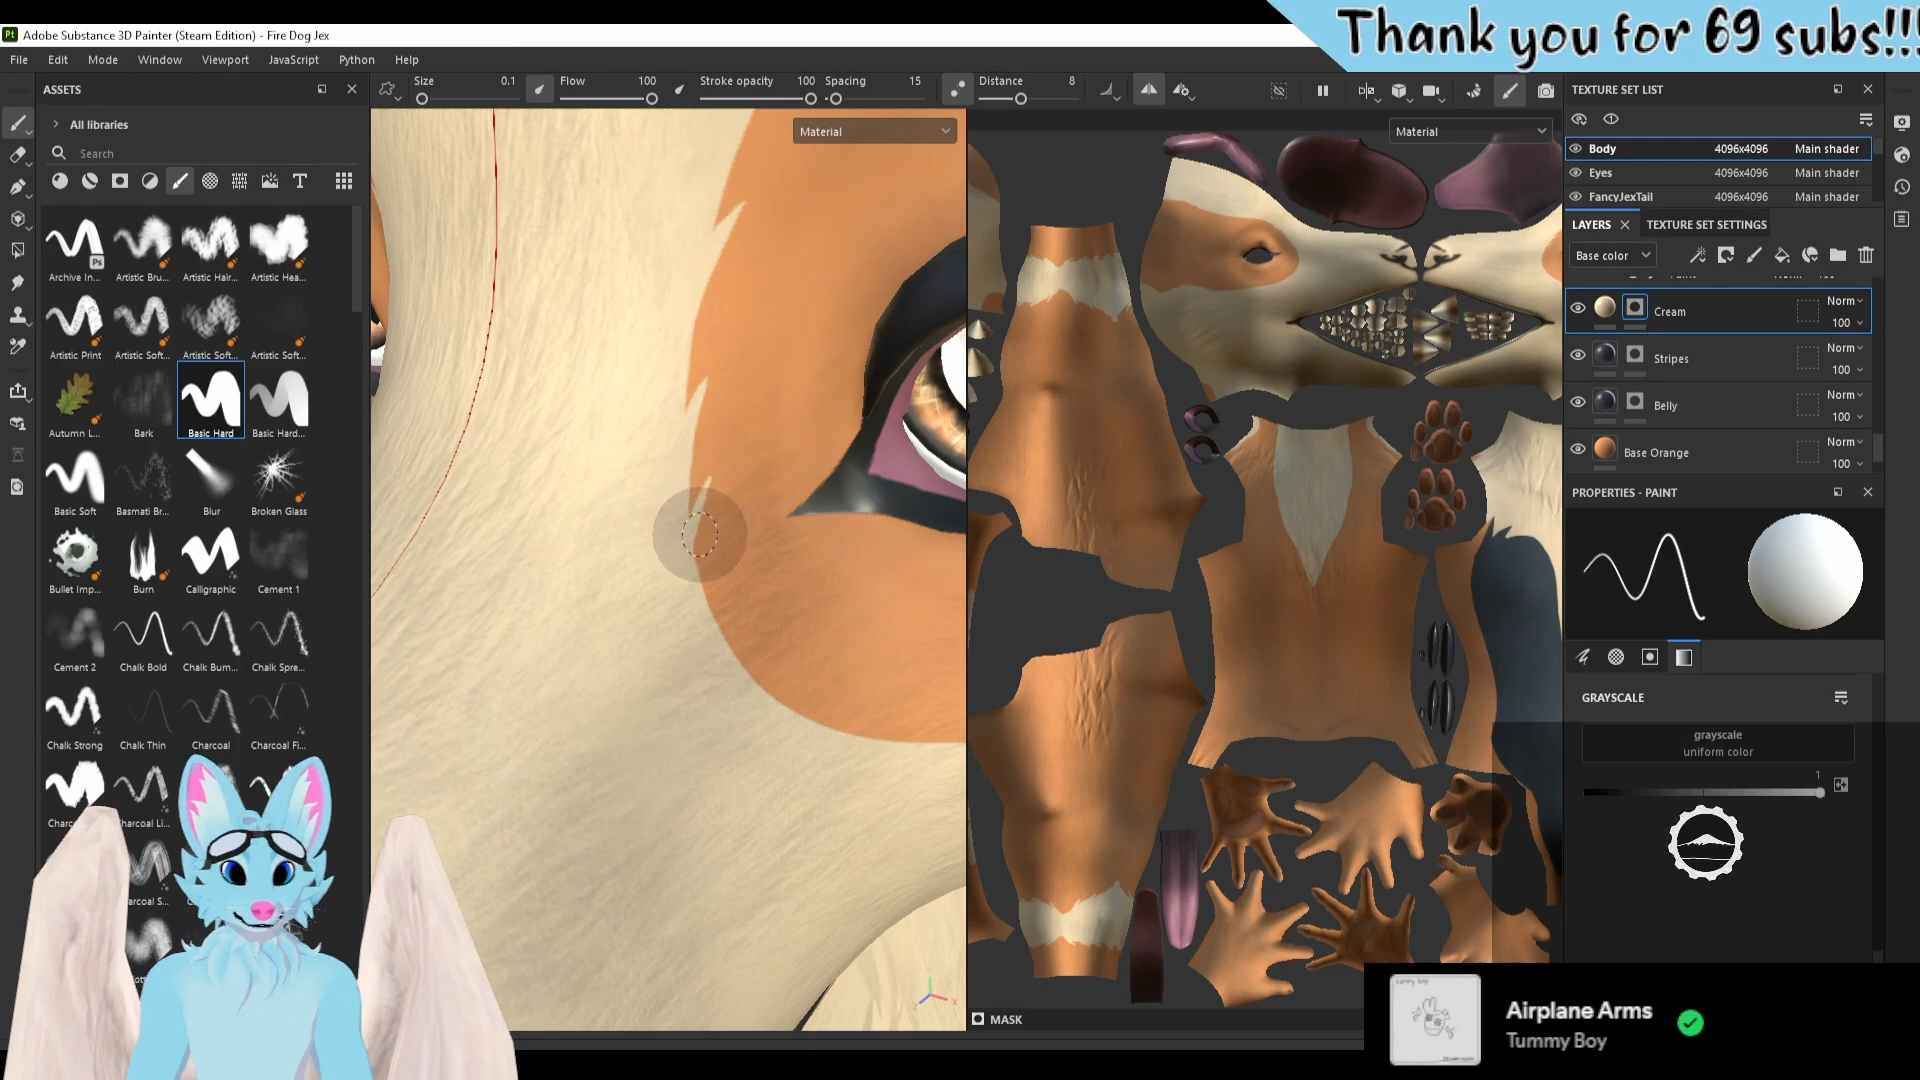 Thank you for 69 subs!!!
Pt Adobe Substance 3D Painter (Steam Edition) - Fire Dog Jex
File Edit Mode Window Viewport JavaScript Python Help
ASSETS
Size 0.1 Flow 100 Stroke opacity 100 Spacing 15 Distance 8
All libraries
Search
Material
Material
Archive In... Artistic Bru... Artistic Hair... Artistic Hea...
Ps
Artistic Print Artistic Soft... Artistic Soft... Artistic Soft...
Autumn L... Bark Basic Hard Basic Hard...
Basic Soft Basmati Br... Blur Broken Glass
Bullet Imp... Burn Calligraphic Cement 1
Cement 2 Chalk Bold Chalk Bum... Chalk Spre...
Chalk Strong Chalk Thin Charcoal Charcoal Fi...
MASK
TEXTURE SET LIST
Body 4096x4096 Main shader
Eyes 4096x4096 Main shader
FancyJexTail 4096x4096 Main shader
LAYERS TEXTURE SET SETTINGS
Base color
Cream Norm 100
Stripes Norm 100
Belly Norm 100
Base Orange Norm 100
PROPERTIES - PAINT
GRAYSCALE
grayscale
uniform color
1
Airplane Arms
Tummy Boy